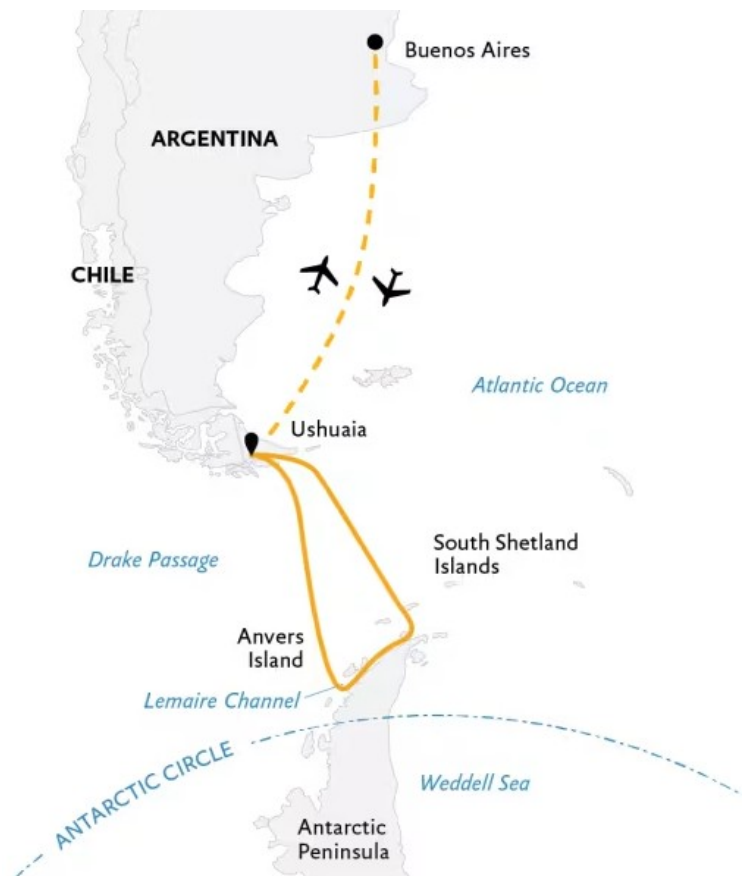 Buenos Aires
ARGENTINA
CHILE
Atlantic Ocean
Ushuaia
Drake Passage
South Shetland
Islands
Anvers
Island
Lemaire Channel
ANTARCTIC CIRCLE
Weddell Sea
Antarctic
Peninsula